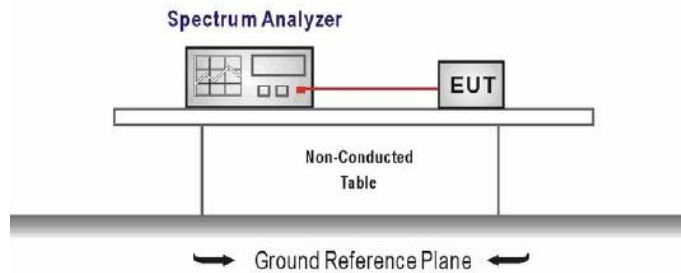 Spectrum Analyzer
EUT
Non-Conducted
Table
Ground Reference Plane